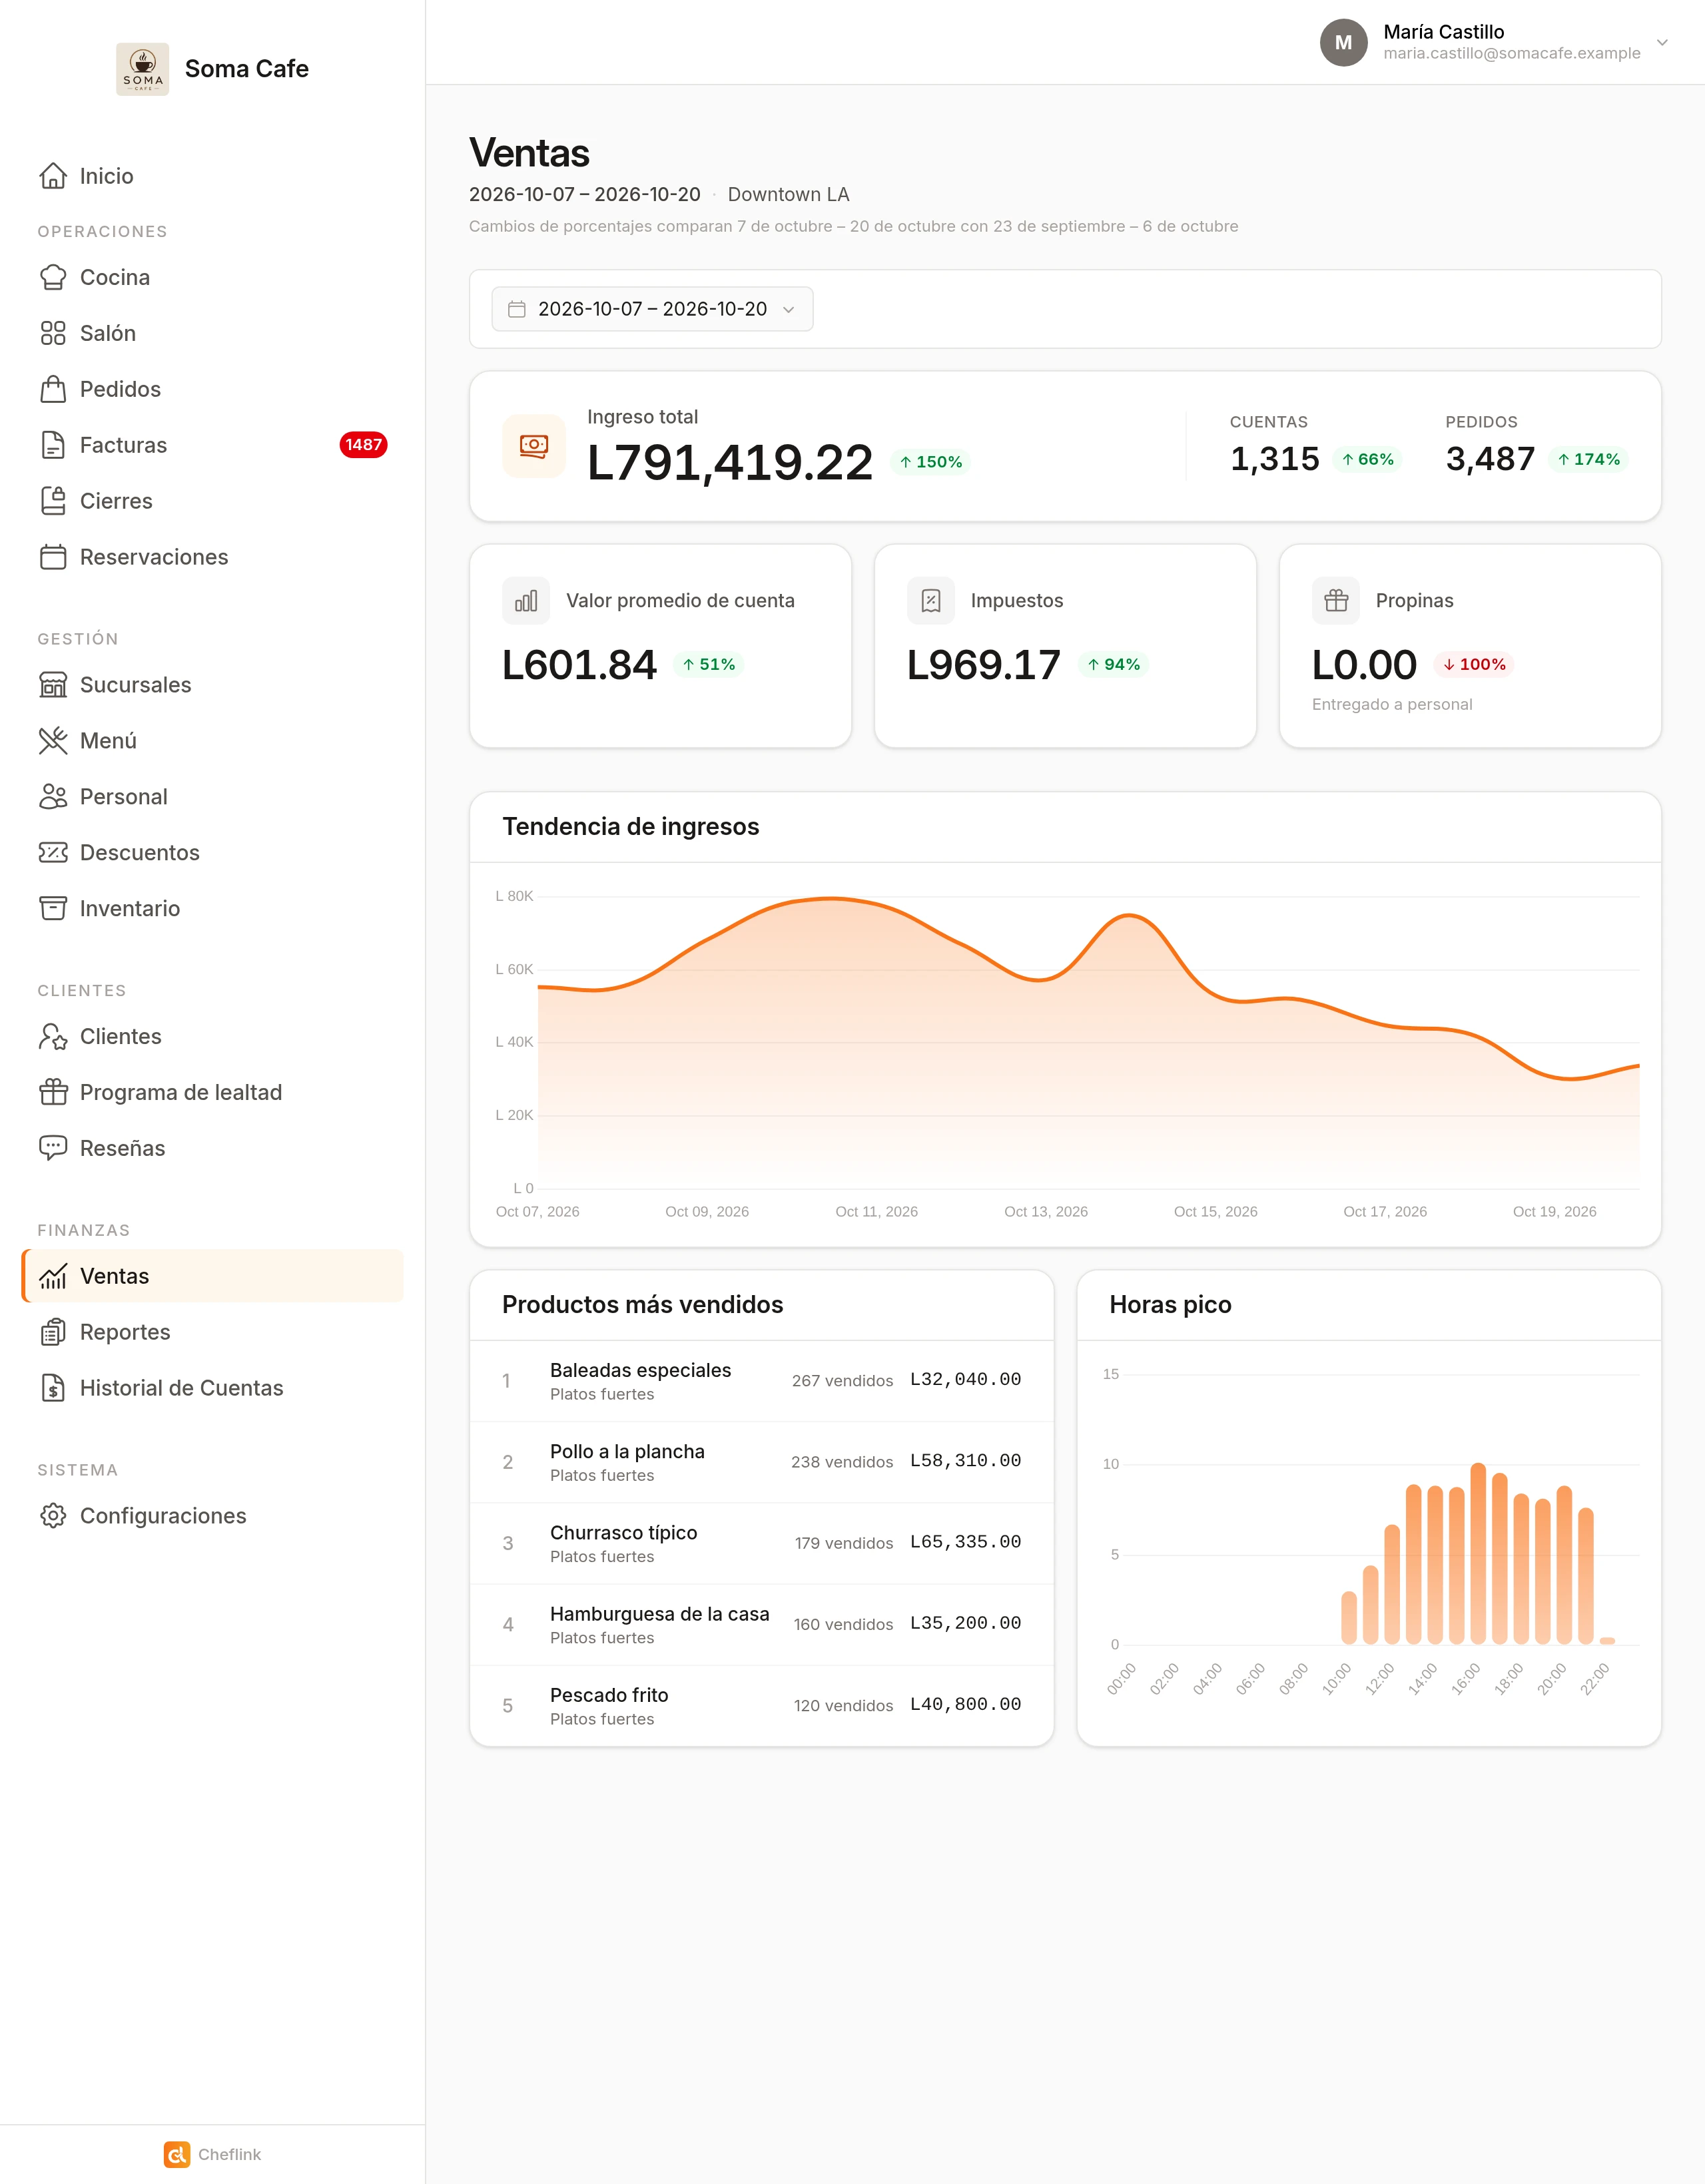 SOMA
CAFE
Soma Cafe
María Castillo
maria.castillo@somacafe.example
M
Inicio
OPERACIONES
Cocina
Salón
Pedidos
Facturas
1487
Cierres
Reservaciones
GESTIÓN
Sucursales
Menú
Personal
Descuentos
Inventario
CLIENTES
Clientes
Programa de lealtad
Reseñas
FINANZAS
Ventas
Reportes
Historial de Cuentas
SISTEMA
Configuraciones
Cheflink
Ventas
2026-10-07 – 2026-10-20 · Downtown LA
Cambios de porcentajes comparan 7 de octubre – 20 de octubre con 23 de septiembre – 6 de octubre
2026-10-07 – 2026-10-20
Ingreso total
L791,419.22 ↑ 150%
CUENTAS
1,315 ↑ 66%
PEDIDOS
3,487 ↑ 174%
Valor promedio de cuenta
L601.84 ↑ 51%
Impuestos
L969.17 ↑ 94%
Propinas
L0.00 ↓ 100%
Entregado a personal
Tendencia de ingresos
L 80K
L 60K
L 40K
L 20K
L 0
Oct 07, 2026 Oct 09, 2026 Oct 11, 2026 Oct 13, 2026 Oct 15, 2026 Oct 17, 2026 Oct 19, 2026
Productos más vendidos
1 Baleadas especiales 267 vendidos L32,040.00
Platos fuertes
2 Pollo a la plancha 238 vendidos L58,310.00
Platos fuertes
3 Churrasco típico 179 vendidos L65,335.00
Platos fuertes
4 Hamburguesa de la casa 160 vendidos L35,200.00
Platos fuertes
5 Pescado frito 120 vendidos L40,800.00
Platos fuertes
Horas pico
15
10
5
0
00:00 02:00 04:00 06:00 08:00 10:00 12:00 14:00 16:00 18:00 20:00 22:00